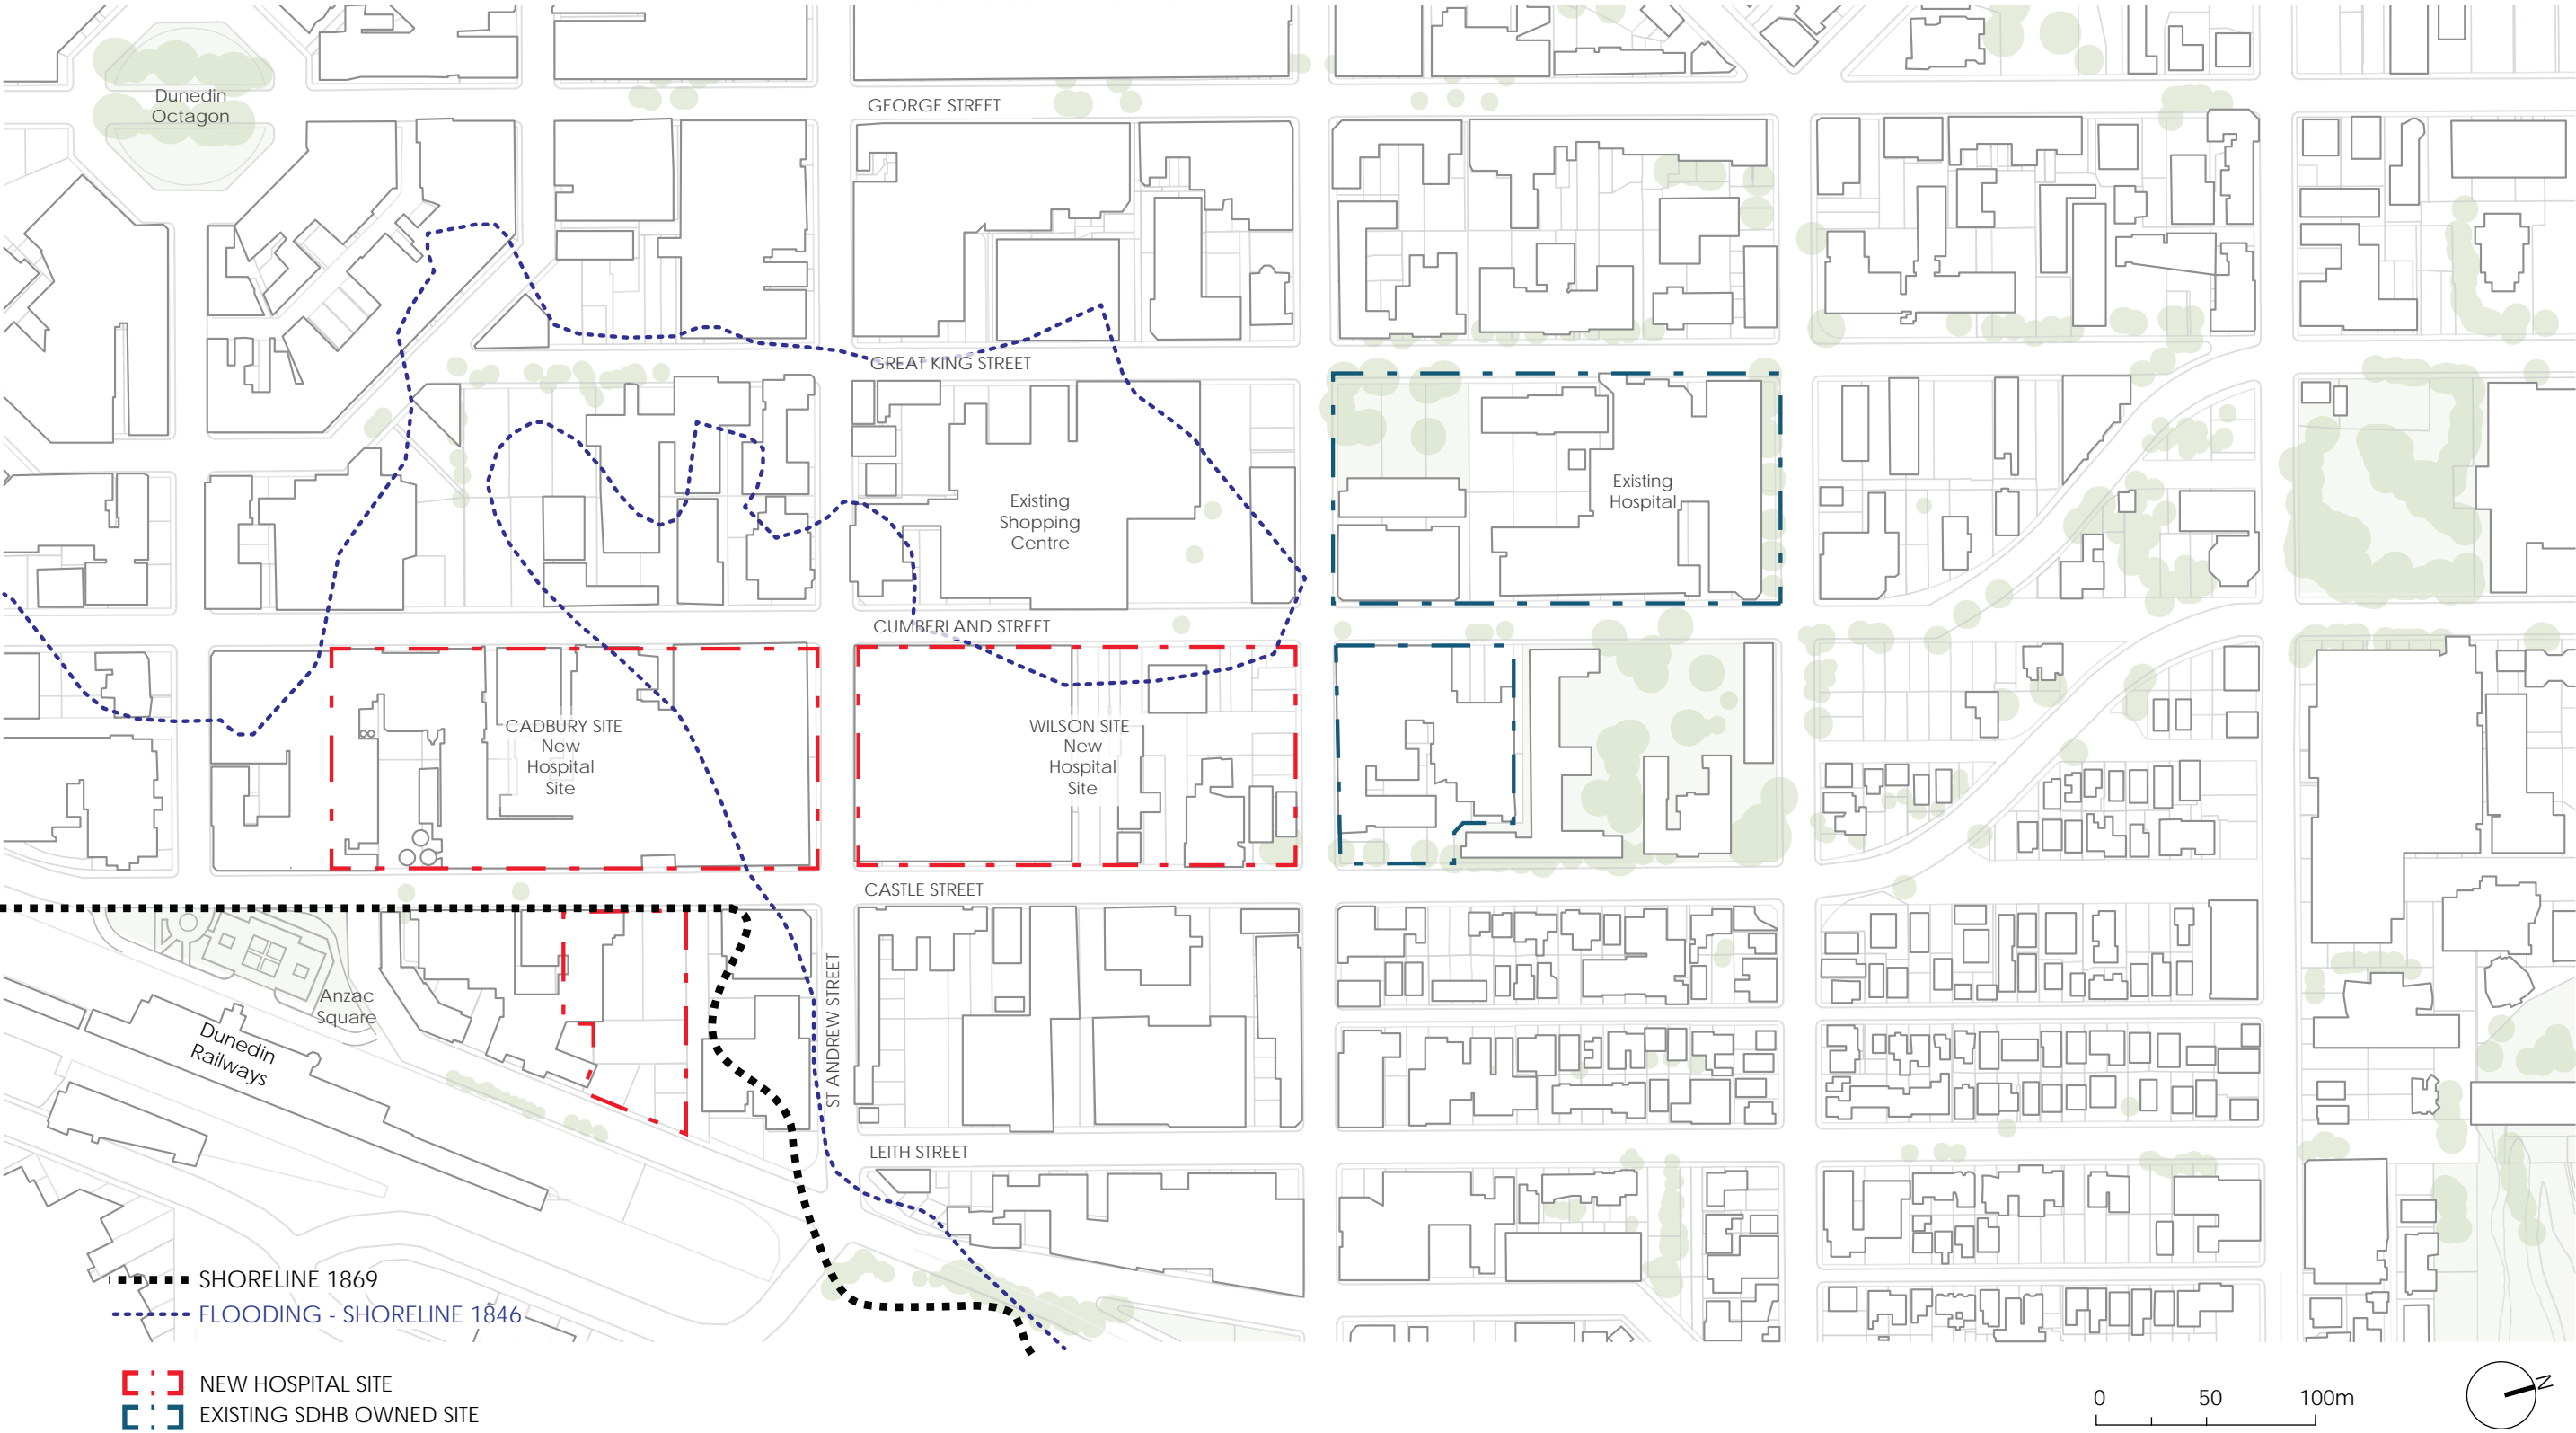 Dunedin
Octagon
GEORGE STREET
GREAT KING STREET
Existing
Shopping
Centre
Existing
Hospital
CUMBERLAND STREET
CADBURY SITE
New
Hospital
Site
WILSON SITE
New
Hospital
Site
CASTLE STREET
Anzac
Square
Dunedin
Railways
ST ANDREW STREET
LEITH STREET
SHORELINE 1869
FLOODING - SHORELINE 1846
NEW HOSPITAL SITE
EXISTING SDHB OWNED SITE
0 50 100m
N